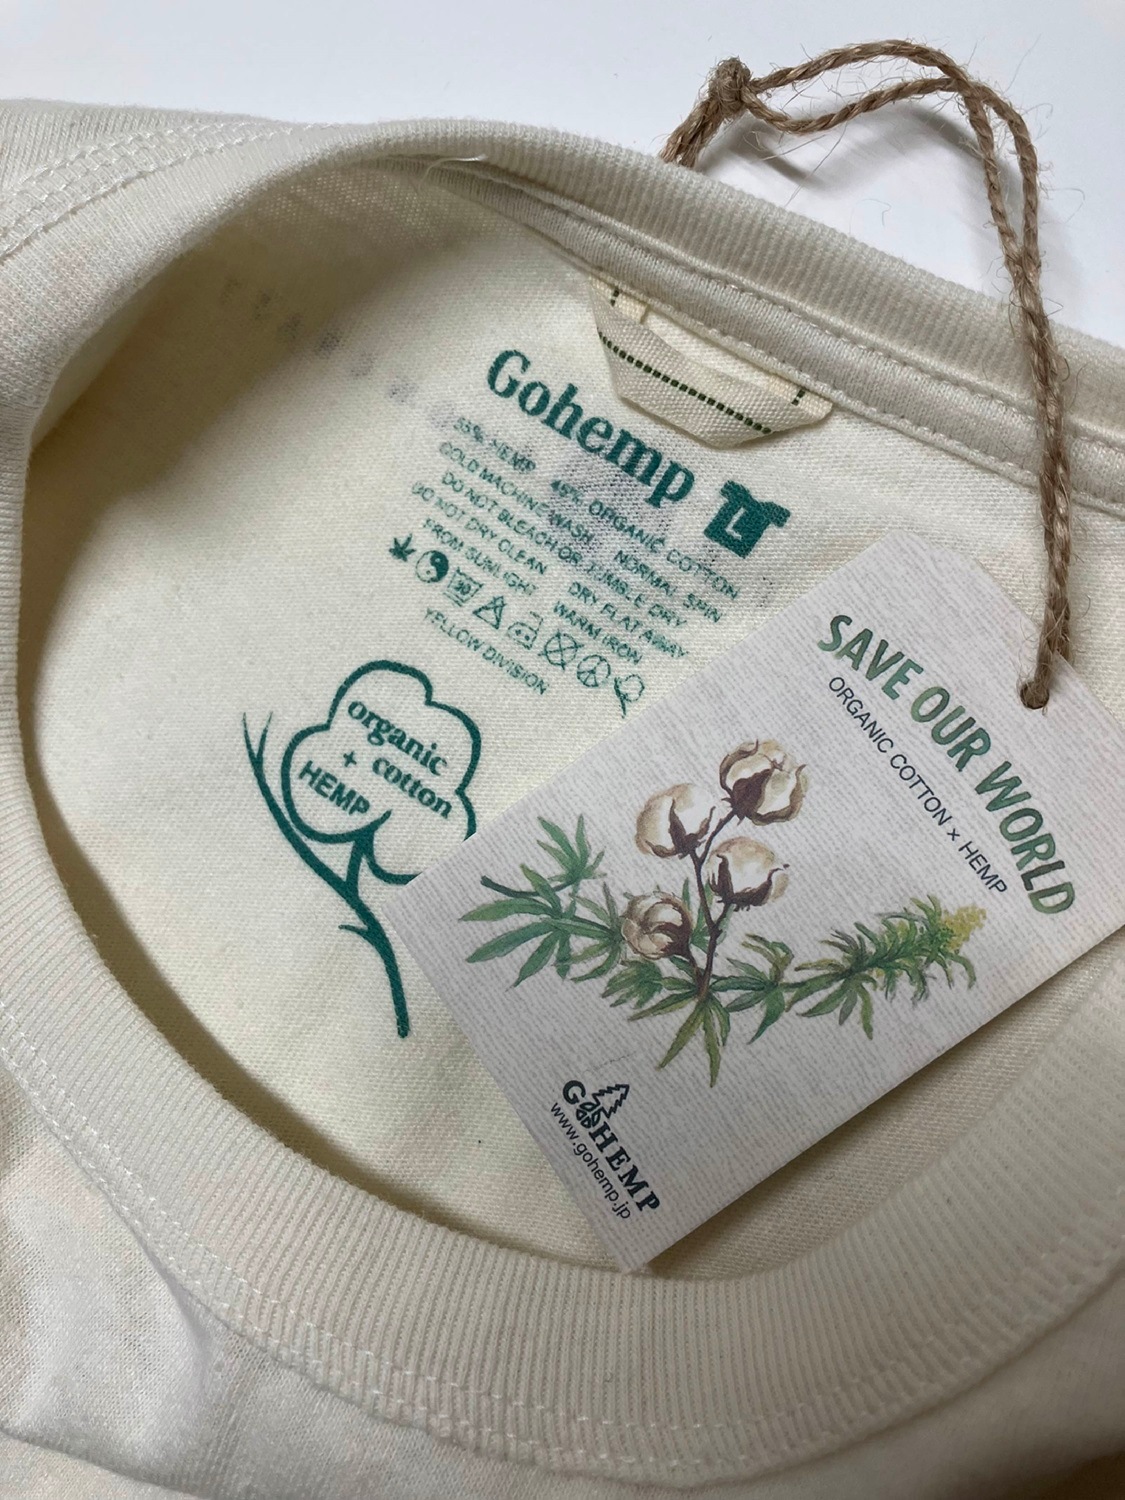 Gohemp
L
55% HEMP 45% ORGANIC COTTON
COLD MACHINE WASH NORMAL SPIN
DO NOT BLEACH OR TUMBLE DRY
DO NOT DRY CLEAN DRY FLAT AWAY
FROM SUNLIGHT WARM IRON
30
YELLOW DIVISION
organic
+ cotton
HEMP
SAVE OUR WORLD
ORGANIC COTTON × HEMP
GOHEMP
www.gohemp.jp